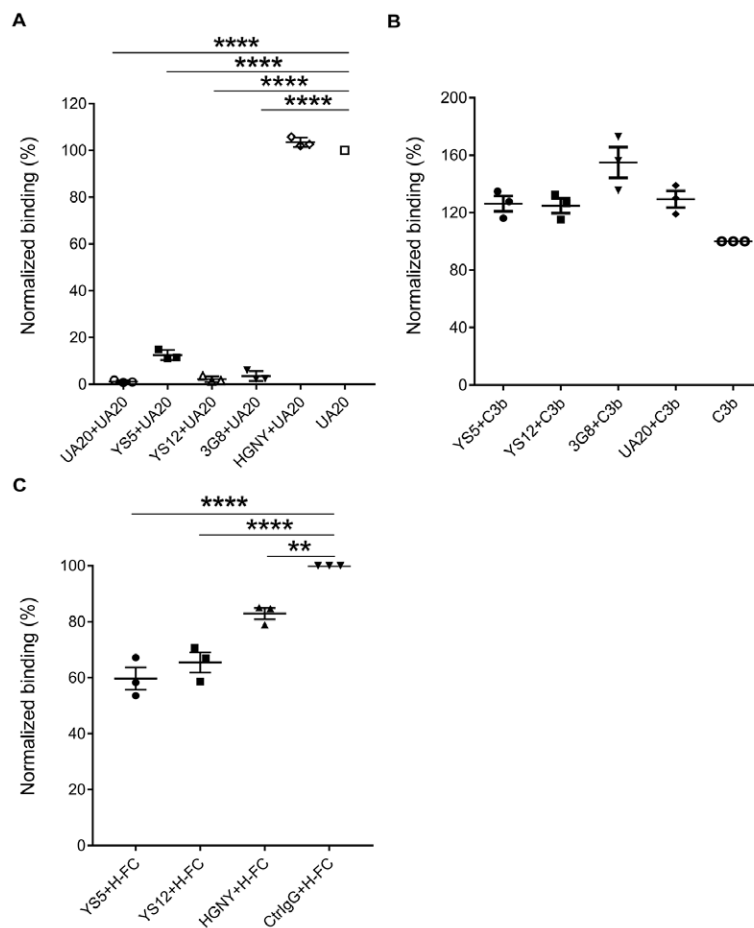 A
****
****
****
****
Normalized binding (%)
120
100
80
60
40
20
0
UA20+UA20
YS5+UA20
YS12+UA20
3G8+UA20
HGNY+UA20
UA20
B
Normalized binding (%)
200
160
120
80
40
0
YS5+C3b
YS12+C3b
3G8+C3b
UA20+C3b
C3b
C
****
****
**
Normalized binding (%)
100
80
60
40
20
0
YS5+H-FC
YS12+H-FC
HGNY+H-FC
CtrlgG+H-FC